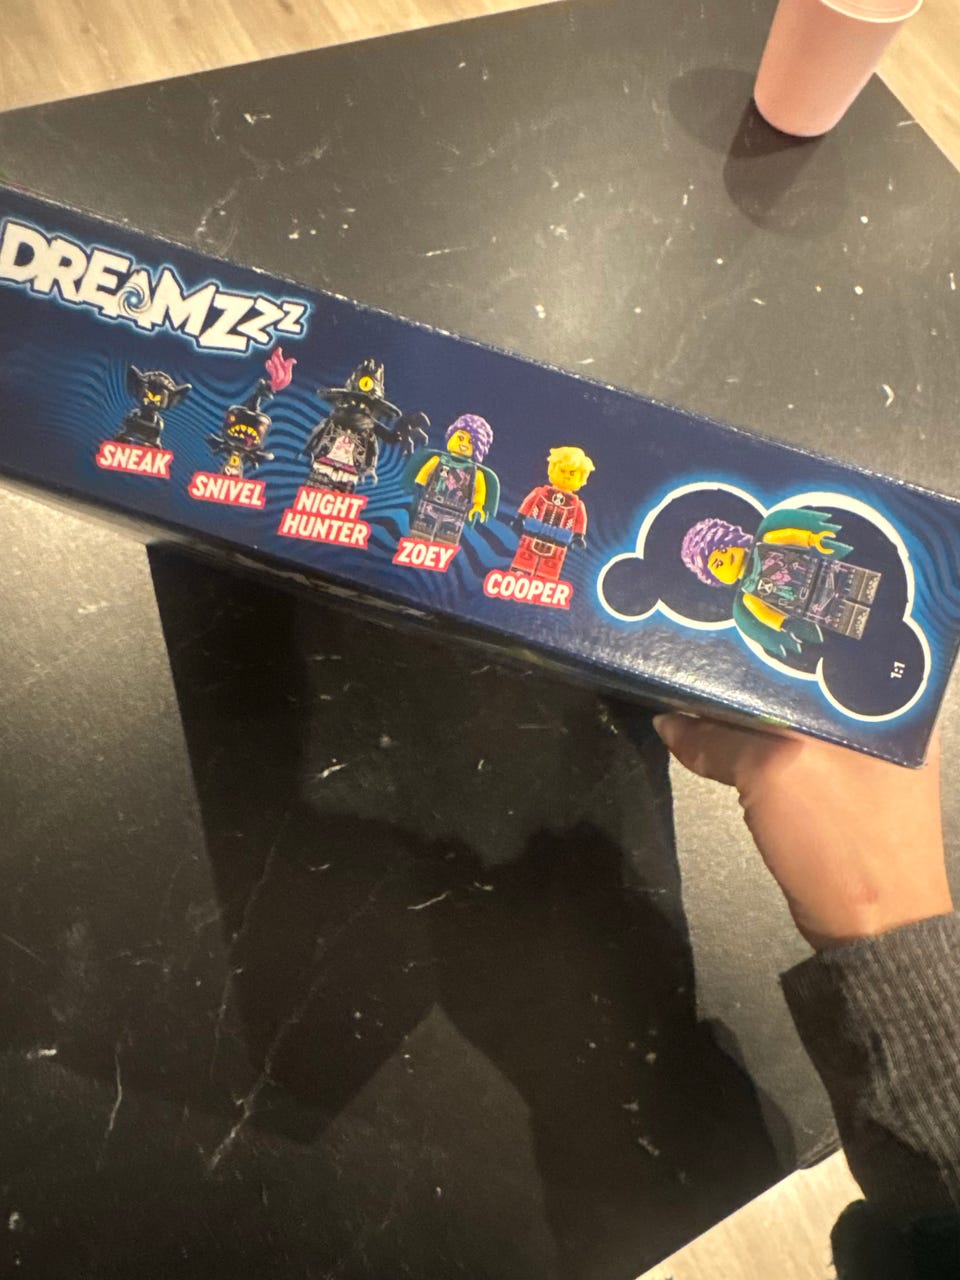 DREAMZZZ
SNEAK
SNIVEL
NIGHT
HUNTER
ZOEY
COOPER
1:1